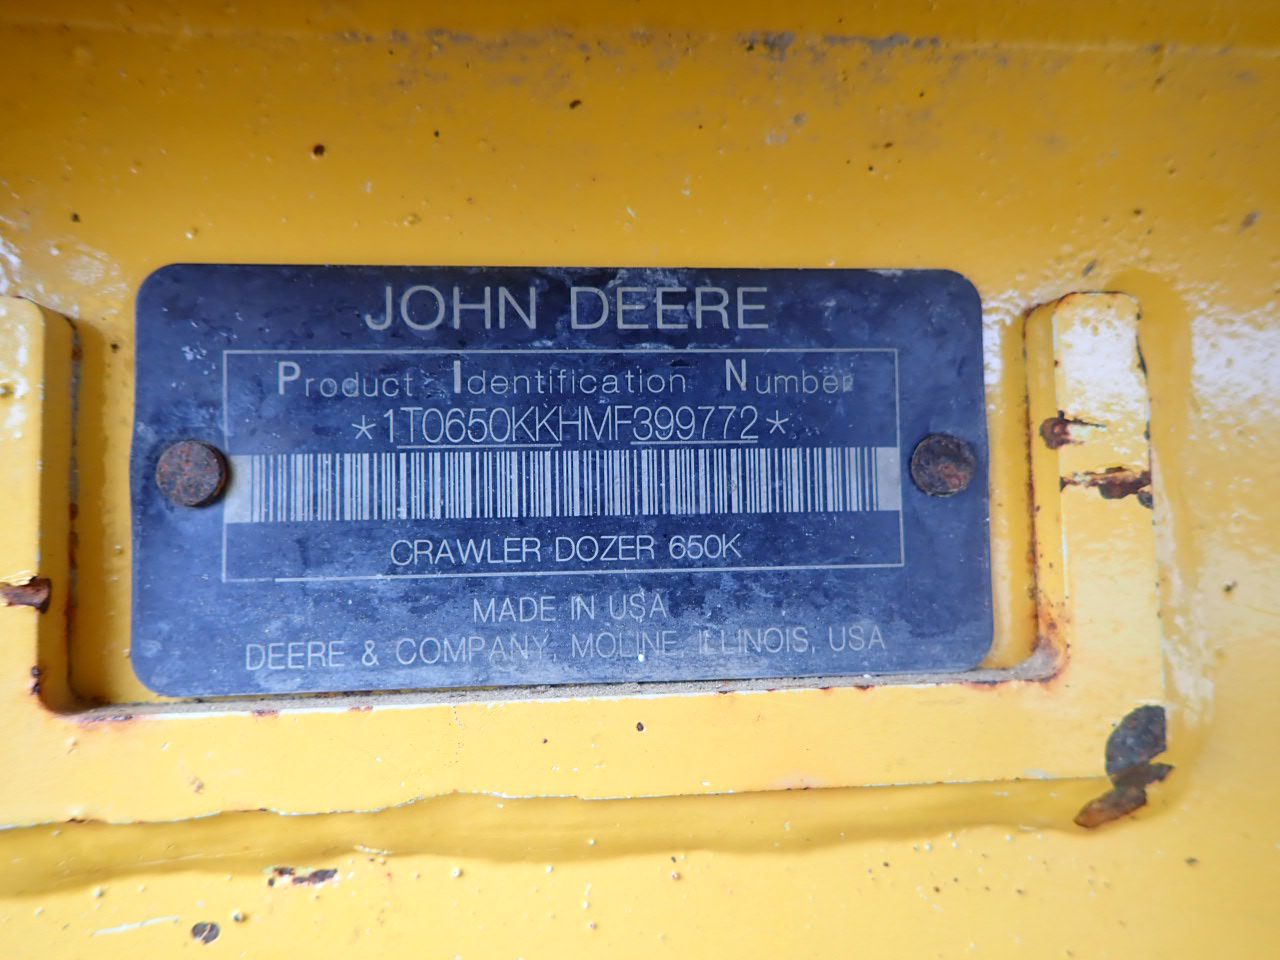 JOHN DEERE
Product Identification Number
*1T0650KKHMF399772*
CRAWLER DOZER 650K
MADE IN USA
DEERE & COMPANY, MOLINE, ILLINOIS, USA